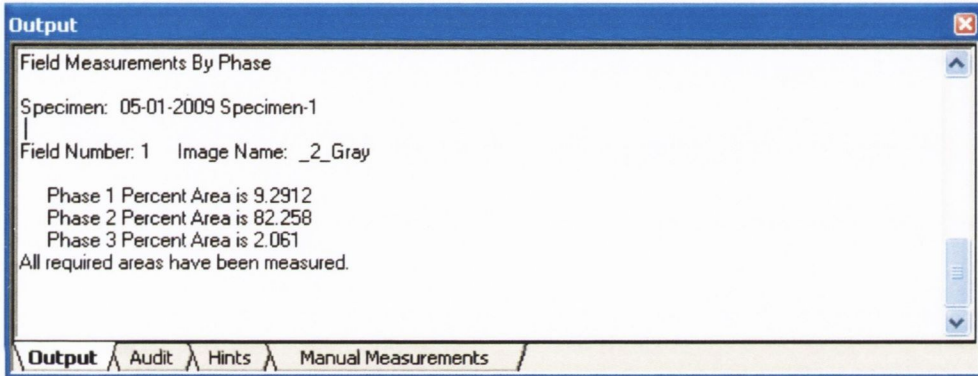 Output
Field Measurements By Phase
Specimen: 05-01-2009 Specimen-1
Field Number: 1 Image Name: _2_Gray
Phase 1 Percent Area is 9.2912
Phase 2 Percent Area is 82.258
Phase 3 Percent Area is 2.061
All required areas have been measured.
Output Audit Hints Manual Measurements